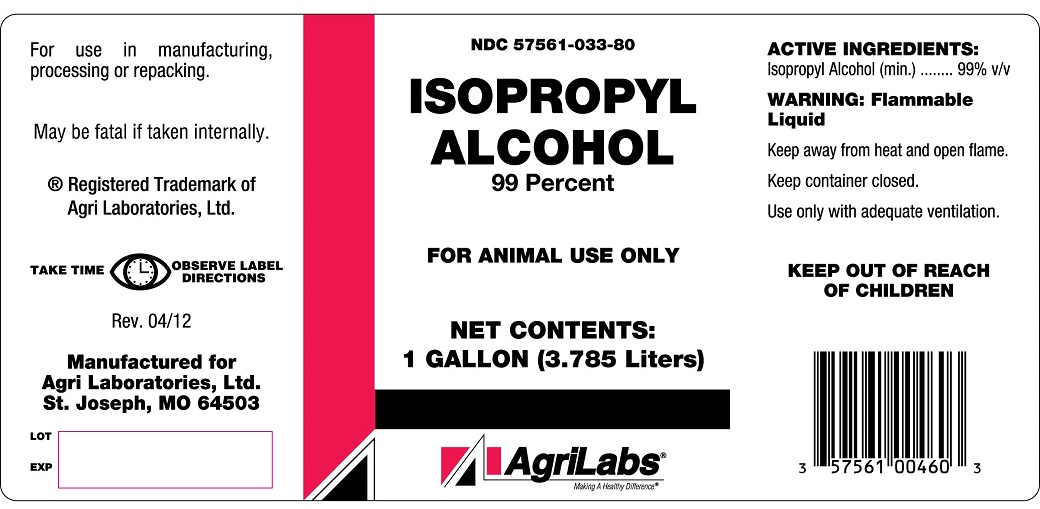 For use in manufacturing,
processing or repacking.
May be fatal if taken internally.
® Registered Trademark of
Agri Laboratories, Ltd.
TAKE TIME OBSERVE LABEL
DIRECTIONS
Rev. 04/12
Manufactured for
Agri Laboratories, Ltd.
St. Joseph, MO 64503
LOT
EXP
NDC 57561-033-80
ISOPROPYL
ALCOHOL
99 Percent
FOR ANIMAL USE ONLY
NET CONTENTS:
1 GALLON (3.785 Liters)
AgriLabs®
Making A Healthy Difference®
ACTIVE INGREDIENTS:
Isopropyl Alcohol (min.) ........ 99% v/v
WARNING: Flammable
Liquid
Keep away from heat and open flame.
Keep container closed.
Use only with adequate ventilation.
KEEP OUT OF REACH
OF CHILDREN
3 57561 00460 3